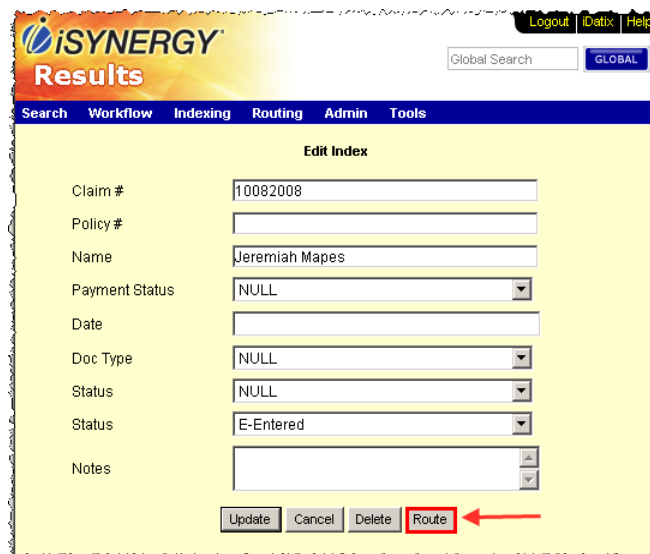 Logout | iDatix | Help
iSYNERGY
Results
Global Search GLOBAL
Search Workflow Indexing Routing Admin Tools
Edit Index
Claim # 10082008
Policy #
Name Jeremiah Mapes
Payment Status NULL
Date
Doc Type NULL
Status NULL
Status E-Entered
Notes
Update Cancel Delete Route